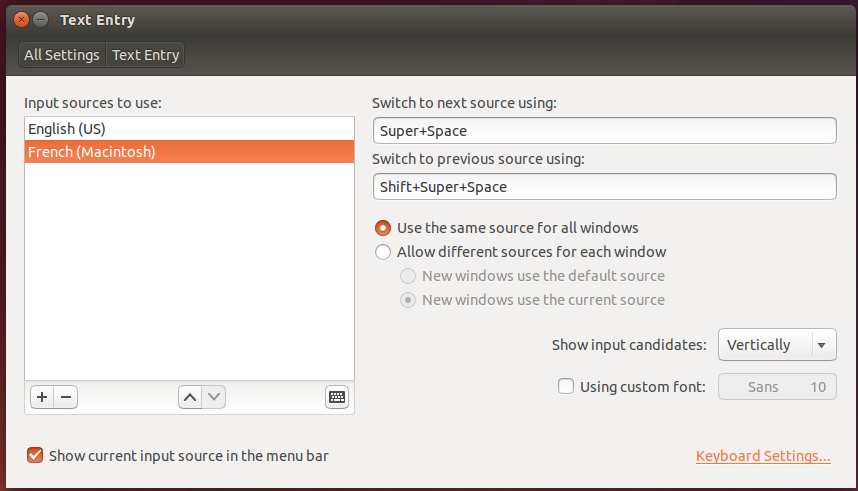 Text Entry
All Settings
Text Entry
Input sources to use:
English (US)
French (Macintosh)
Switch to next source using:
Super+Space
Switch to previous source using:
Shift+Super+Space
Use the same source for all windows
Allow different sources for each window
New windows use the default source
New windows use the current source
Show input candidates:
Vertically
Using custom font:
Sans 10
Show current input source in the menu bar
Keyboard Settings...